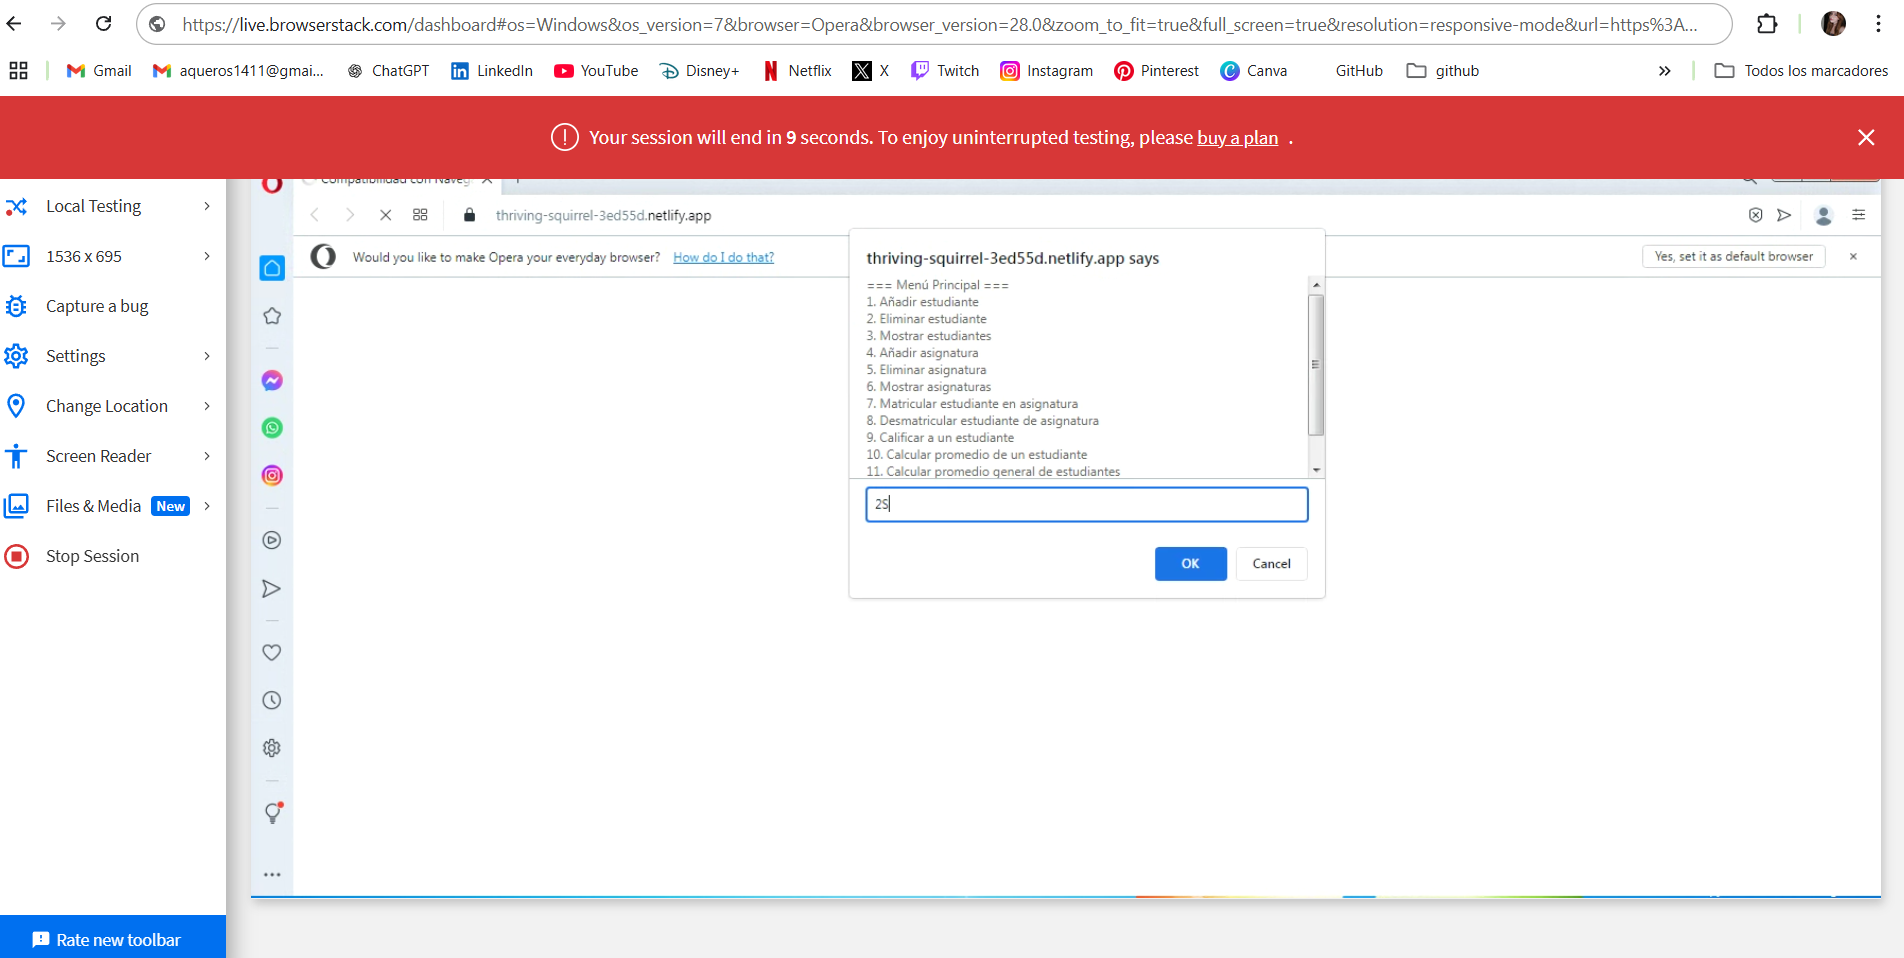 https://live.browserstack.com/dashboard#os=Windows&os_version=7&browser=Opera&browser_version=28.0&zoom_to_fit=true&full_screen=true&resolution=responsive-mode&url=https%3A...
Gmail aqueros1411@gmai... ChatGPT LinkedIn YouTube Disney+ Netflix X Twitch Instagram Pinterest Canva GitHub github » Todos los marcadores
Your session will end in 9 seconds. To enjoy uninterrupted testing, please buy a plan .
Compatibilidad con Naveg
Local Testing
thriving-squirrel-3ed55d.netlify.app
1536 x 695
Would you like to make Opera your everyday browser? How do I do that?
Yes, set it as default browser
Capture a bug
Settings
Change Location
Screen Reader
Files & Media New
Stop Session
thriving-squirrel-3ed55d.netlify.app says
=== Menú Principal ===
1. Añadir estudiante
2. Eliminar estudiante
3. Mostrar estudiantes
4. Añadir asignatura
5. Eliminar asignatura
6. Mostrar asignaturas
7. Matricular estudiante en asignatura
8. Desmatricular estudiante de asignatura
9. Calificar a un estudiante
10. Calcular promedio de un estudiante
11. Calcular promedio general de estudiantes
2S
OK Cancel
Rate new toolbar